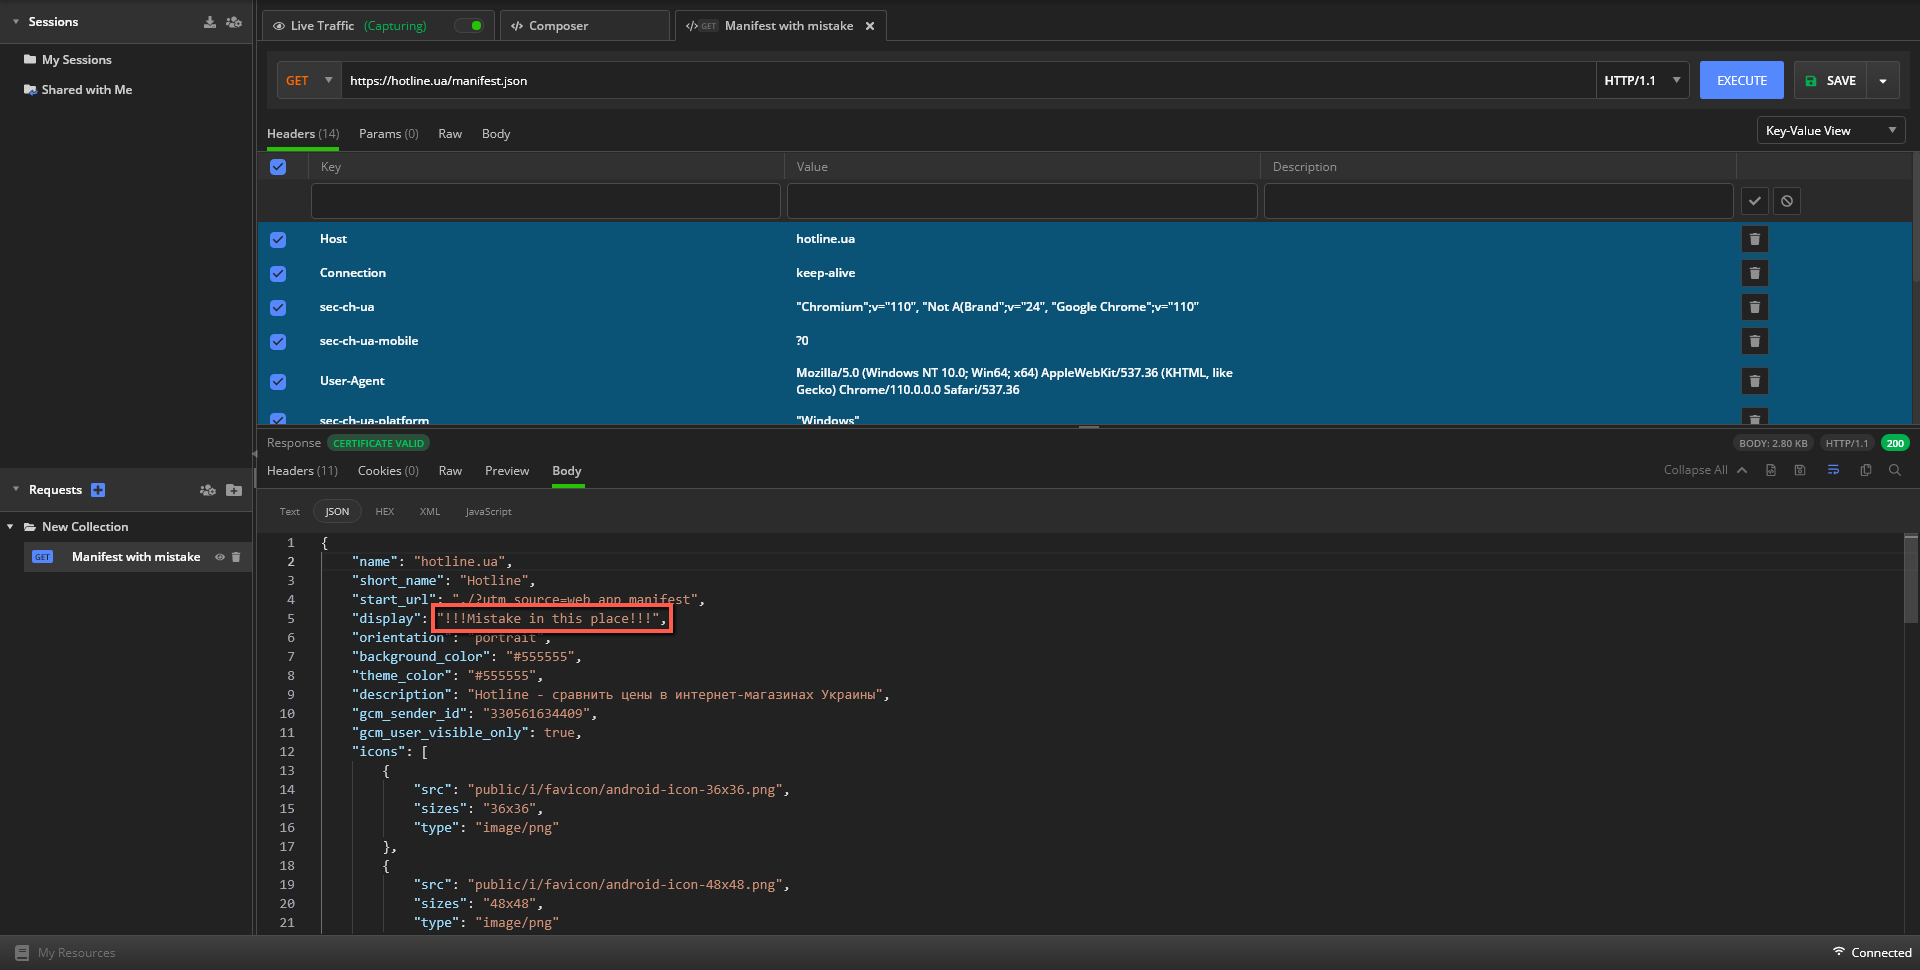 Sessions
My Sessions
Shared with Me
Live Traffic (Capturing)
Composer
GET Manifest with mistake
GET https://hotline.ua/manifest.json HTTP/1.1 EXECUTE SAVE
Headers (14) Params (0) Raw Body
Key-Value View
Key Value Description
Host hotline.ua
Connection keep-alive
sec-ch-ua "Chromium";v="110", "Not A(Brand";v="24", "Google Chrome";v="110"
sec-ch-ua-mobile ?0
User-Agent Mozilla/5.0 (Windows NT 10.0; Win64; x64) AppleWebKit/537.36 (KHTML, like
Gecko) Chrome/110.0.0.0 Safari/537.36
sec-ch-ua-platform "Windows"
Response CERTIFICATE VALID
BODY: 2.80 KB HTTP/1.1 200
Headers (11) Cookies (0) Raw Preview Body
Collapse All
Requests
New Collection
GET Manifest with mistake
Text JSON HEX XML JavaScript
1 {
2 "name": "hotline.ua",
3 "short_name": "Hotline",
4 "start_url": "./?utm_source=web_app_manifest",
5 "display": "!!!Mistake in this place!!!",
6 "orientation": "portrait",
7 "background_color": "#555555",
8 "theme_color": "#555555",
9 "description": "Hotline - сравнить цены в интернет-магазинах Украины",
10 "gcm_sender_id": "330561634409",
11 "gcm_user_visible_only": true,
12 "icons": [
13 {
14 "src": "public/i/favicon/android-icon-36x36.png",
15 "sizes": "36x36",
16 "type": "image/png"
17 },
18 {
19 "src": "public/i/favicon/android-icon-48x48.png",
20 "sizes": "48x48",
21 "type": "image/png"
My Resources
Connected